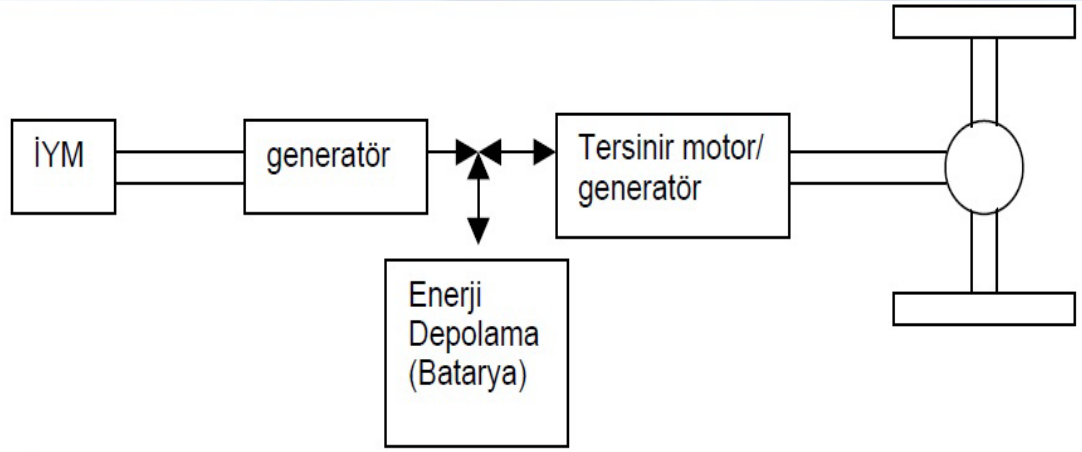 İYM
generatör
Tersinir motor/
generatör
Enerji
Depolama
(Batarya)